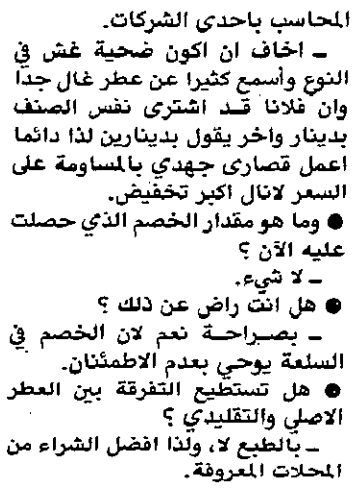 المحاسب باحدى الشركات.
ـ اخاف ان اكون ضحية غش في
النوع وأسمع كثيرا عن عطر غال جدا
وان فلانا قد اشترى نفس الصنف
بدينار واخر يقول بدينارين لذا دائما
اعمل قصارى جهدي بالمساومة على
السعر لانال اكبر تخفيض.
● وما هو مقدار الخصم الذي حصلت
عليه الآن ؟
ـ لا شيء.
● هل انت راض عن ذلك ؟
ـ بصراحة نعم لان الخصم في
السلعة يوحي بعدم الاطمئنان.
● هل تستطيع التفرقة بين العطر
الاصلي والتقليدي ؟
ـ بالطبع لا، ولذا افضل الشراء من
المحلات المعروفة.